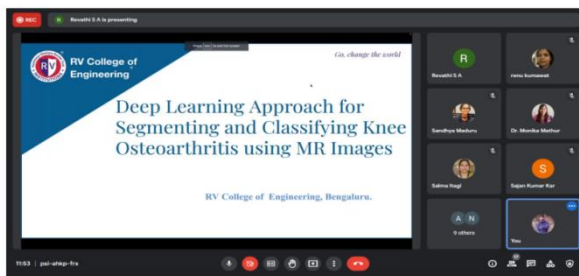 REC
R Revathi S A is presenting
RV College of
Engineering
Go, change the world
Deep Learning Approach for
Segmenting and Classifying Knee
Osteoarthritis using MR Images
RV College of Engineering, Bengaluru.
R
Revathi S A
renu kumawat
Sandhya Maduru
Dr. Monika Mathur
Salma Itagi
S
Sajan Kumar Kar
A N
9 others
You
11:53 | psi-ahkp-frx